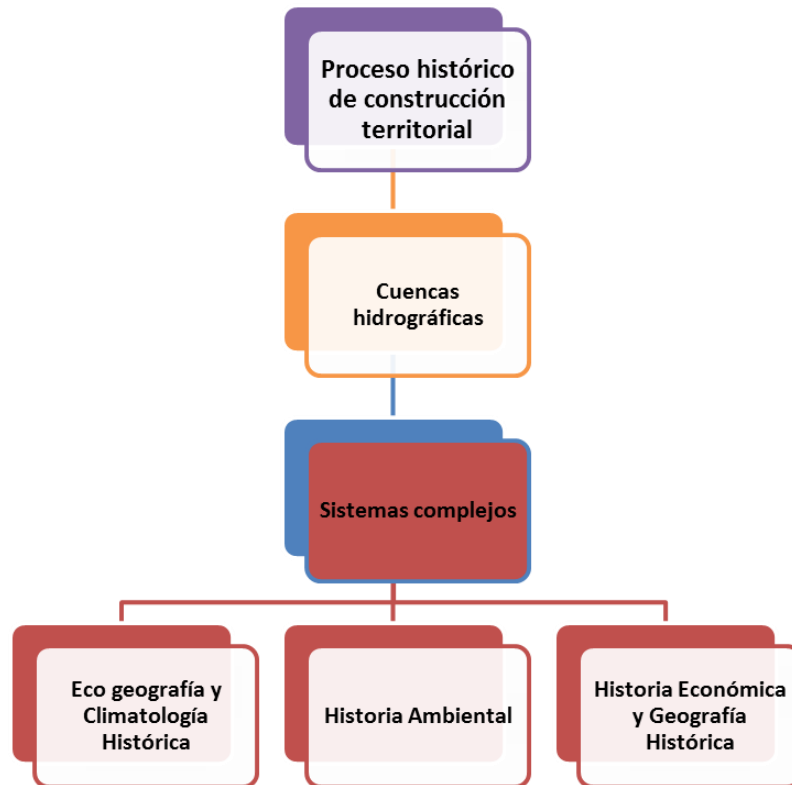 Proceso histórico
de construcción
territorial
Cuencas
hidrográficas
Sistemas complejos
Eco geografía y
Climatología
Histórica
Historia Ambiental
Historia Económica
y Geografía
Histórica